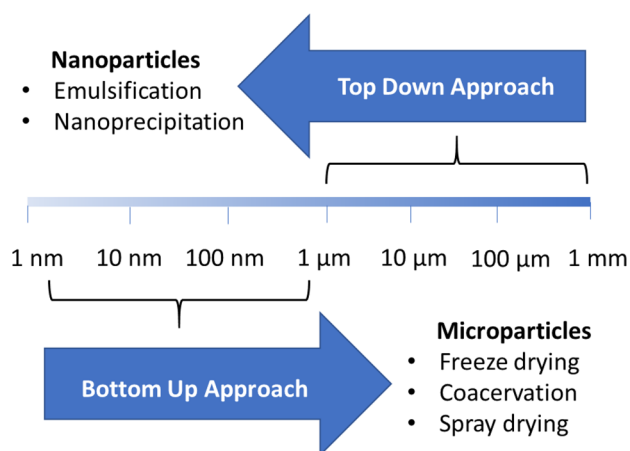 Nanoparticles
• Emulsification
• Nanoprecipitation
Top Down Approach
1 nm 10 nm 100 nm 1 µm 10 µm 100 µm 1 mm
Bottom Up Approach
Microparticles
• Freeze drying
• Coacervation
• Spray drying